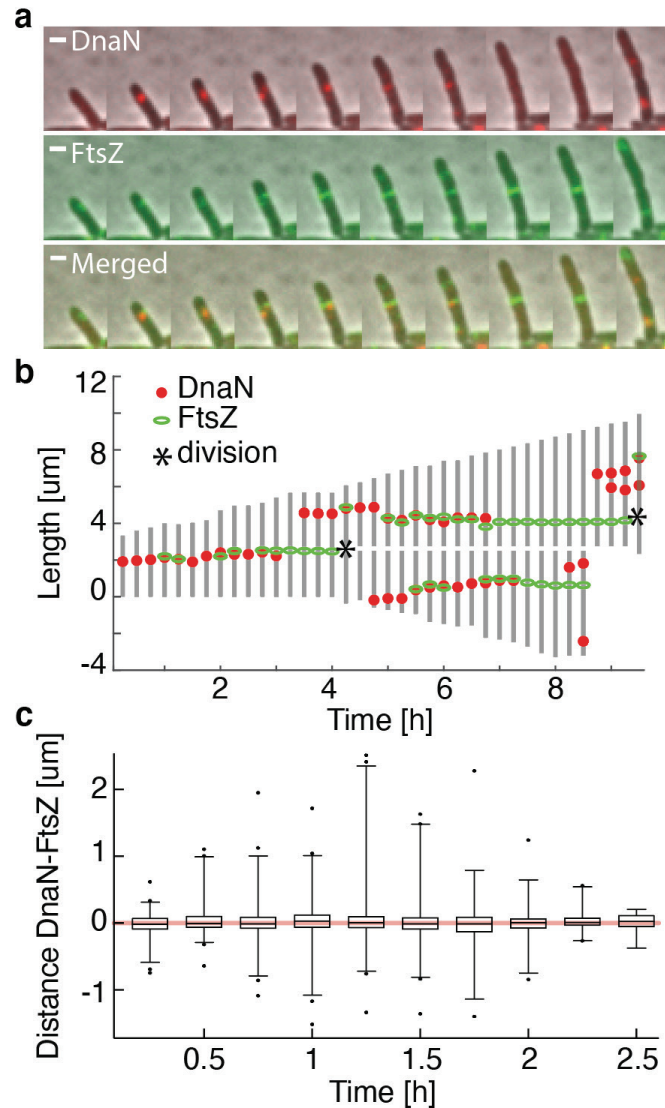 a
DnaN
FtsZ
Merged
b
12
8
4
0
-4
Length [um]
DnaN
FtsZ
division
2
4
6
8
Time [h]
c
2
1
0
-1
Distance DnaN-FtsZ [um]
0.5
1
1.5
2
2.5
Time [h]